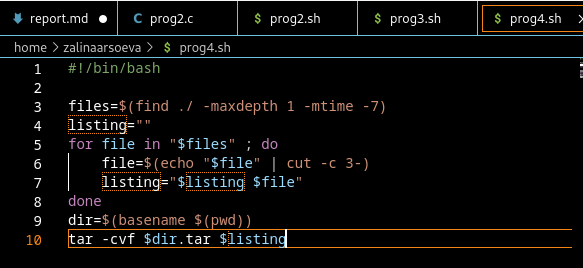 report.md prog2.c prog2.sh prog3.sh prog4.sh
home > zalinaarsoeva > prog4.sh
1 #!/bin/bash
2
3 files=$(find ./ -maxdepth 1 -mtime -7)
4 listing=""
5 for file in "$files" ; do
6 file=$(echo "$file" | cut -c 3-)
7 listing="$listing $file"
8 done
9 dir=$(basename $(pwd))
10 tar -cvf $dir.tar $listing